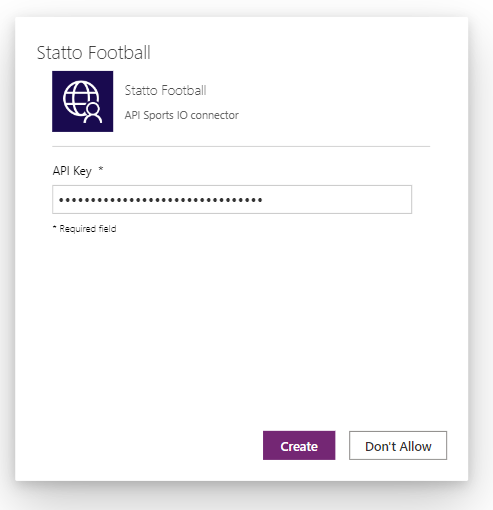 Statto Football
Statto Football
API Sports IO connector
API Key *
••••••••••••••••••••••••••••••••
* Required field
Create
Don't Allow